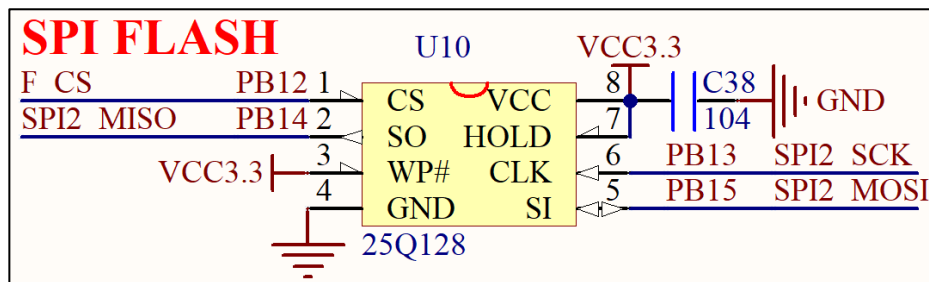 SPI FLASH
U10
VCC3.3
F CS PB12 1 CS VCC 8 C38 GND
SPI2 MISO PB14 2 SO HOLD 7 104
VCC3.3 3 WP# CLK 6 PB13 SPI2 SCK
4 GND SI 5 PB15 SPI2 MOSI
25Q128